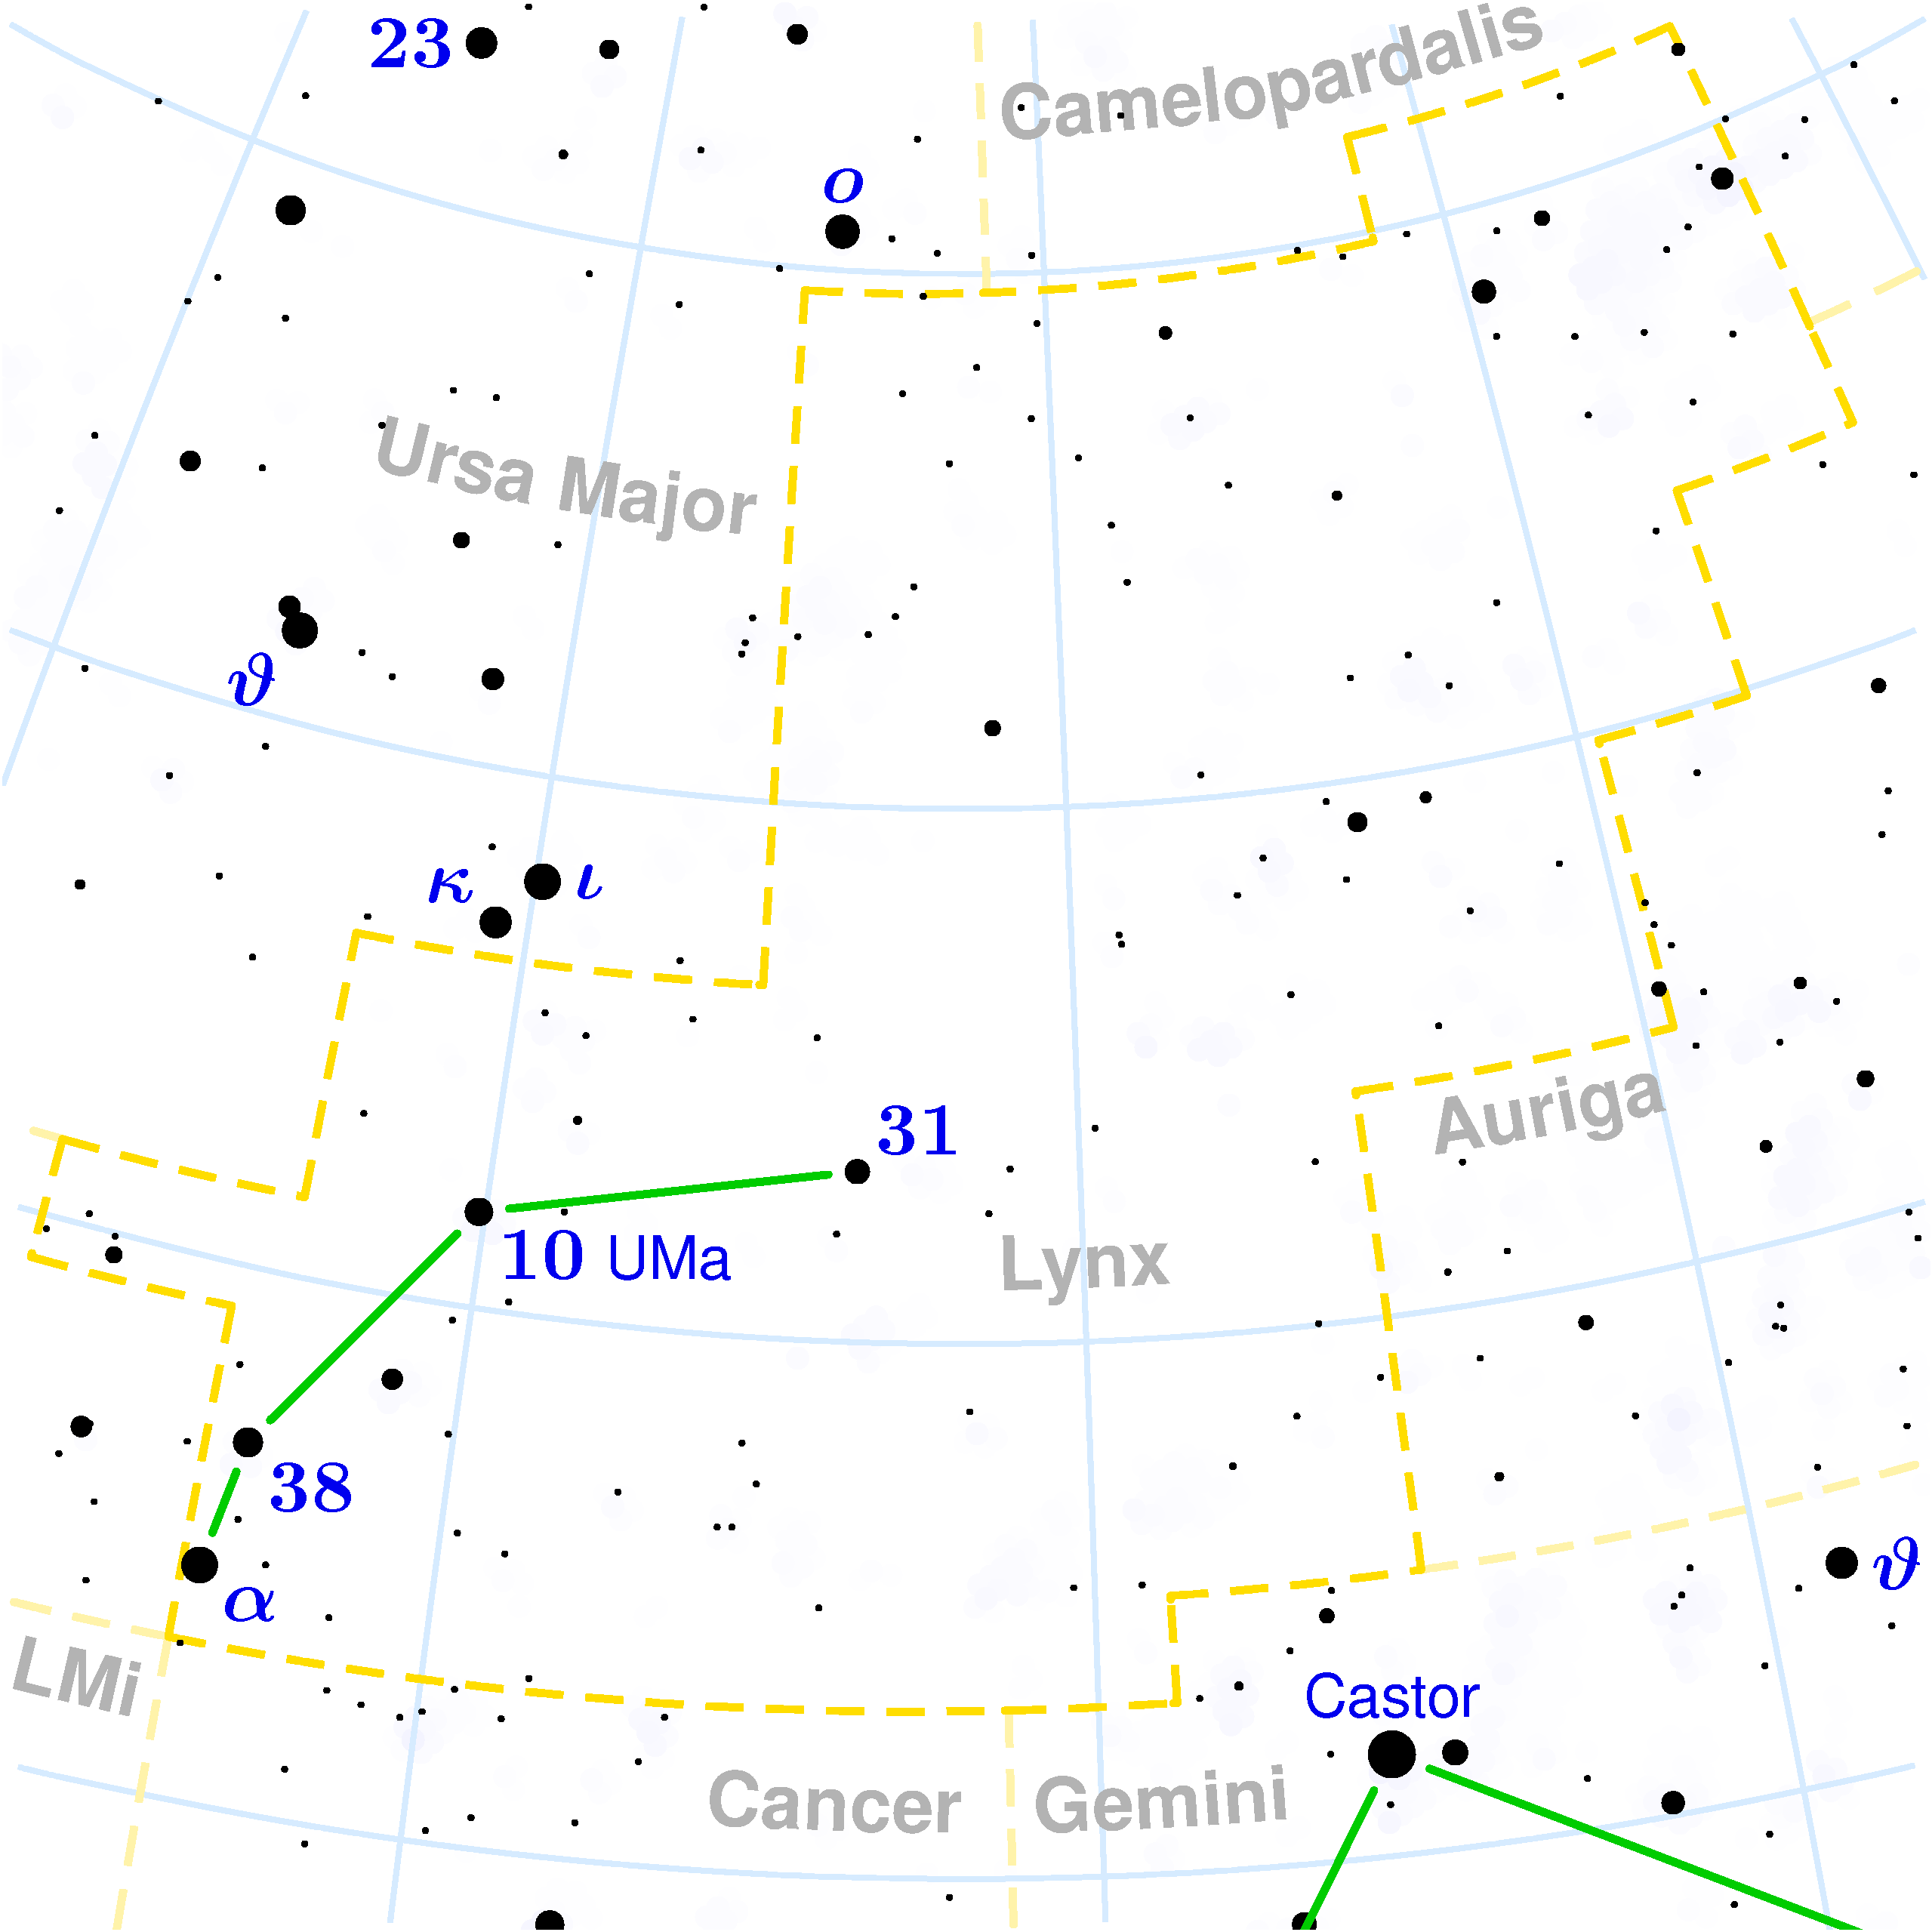 23
Camelopardalis
ο
Ursa Major
ϑ
κ
ι
31
Auriga
10 UMa
Lynx
38
ϑ
α
LMi
Castor
Cancer
Gemini